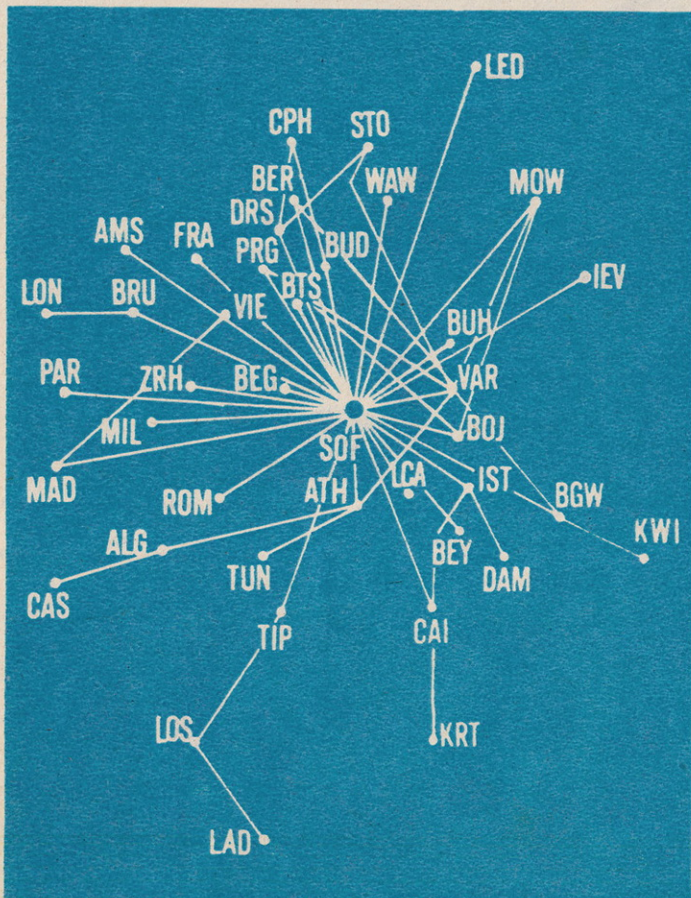 LED
CPH
STO
BER
WAW
MOW
DRS
AMS
FRA
PRG
BUD
IEV
BTS
LON
BRU
VIE
BUH
PAR
ZRH
BEG
VAR
MIL
SOF
BOJ
MAD
ROM
ATH
LCA
IST
BGW
KWI
ALG
TUN
BEY
DAM
CAS
TIP
CAI
LOS
KRT
LAD